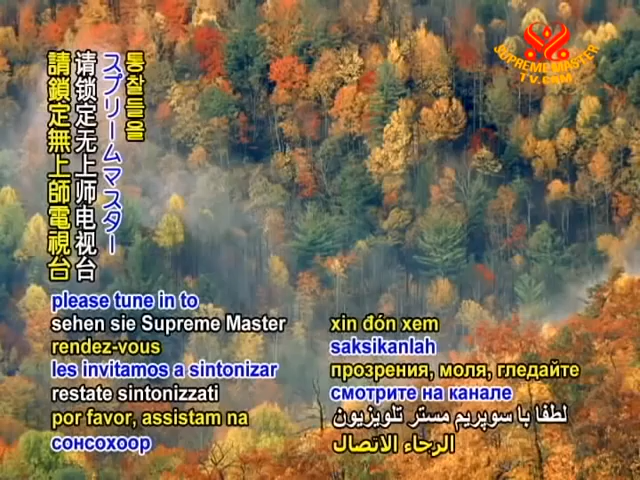 SUPREME MASTER
TV.COM
請鎖定無上師電視台
请锁定无上师电视台
スプリームマスター
통찰들을
please tune in to
sehen sie Supreme Master
rendez-vous
les invitamos a sintonizar
restate sintonizzati
por favor, assistam na
сонсохоор
xin đón xem
saksikanlah
прозрения, моля, гледайте
смотрите на канале
لطفا با سوپریم مستر تلویزیون
الرجاء الاتصال